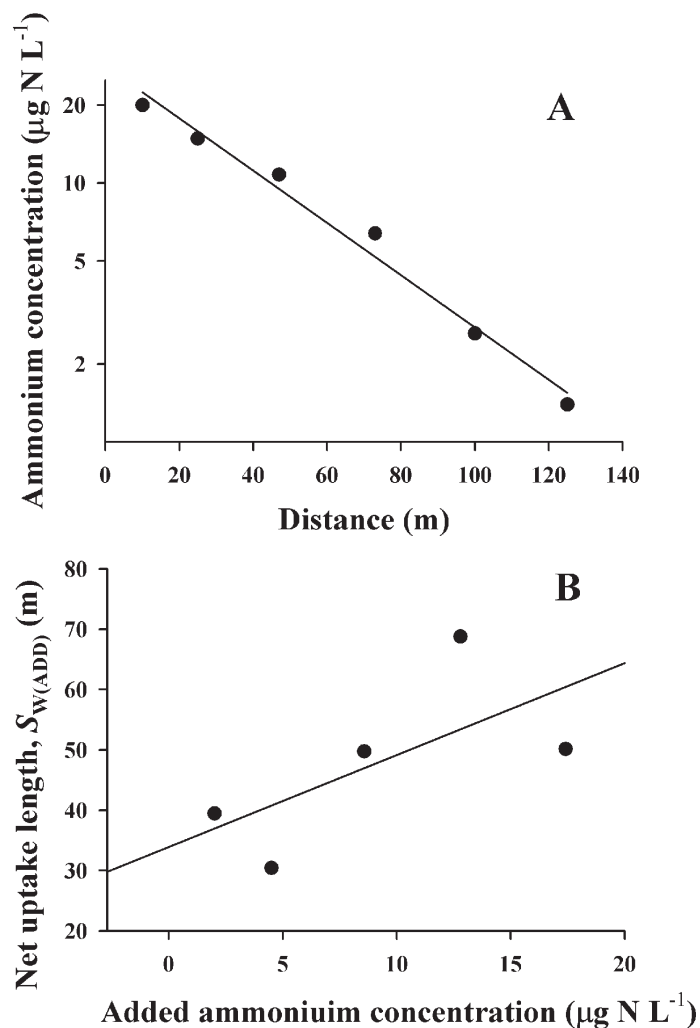 A
Ammonium concentration (µg N L⁻¹)
20
10
5
2
0 20 40 60 80 100 120 140
Distance (m)
B
Net uptake length, SW(ADD) (m)
80
70
60
50
40
30
20
0 5 10 15 20
Added ammoniuim concentration (µg N L⁻¹)